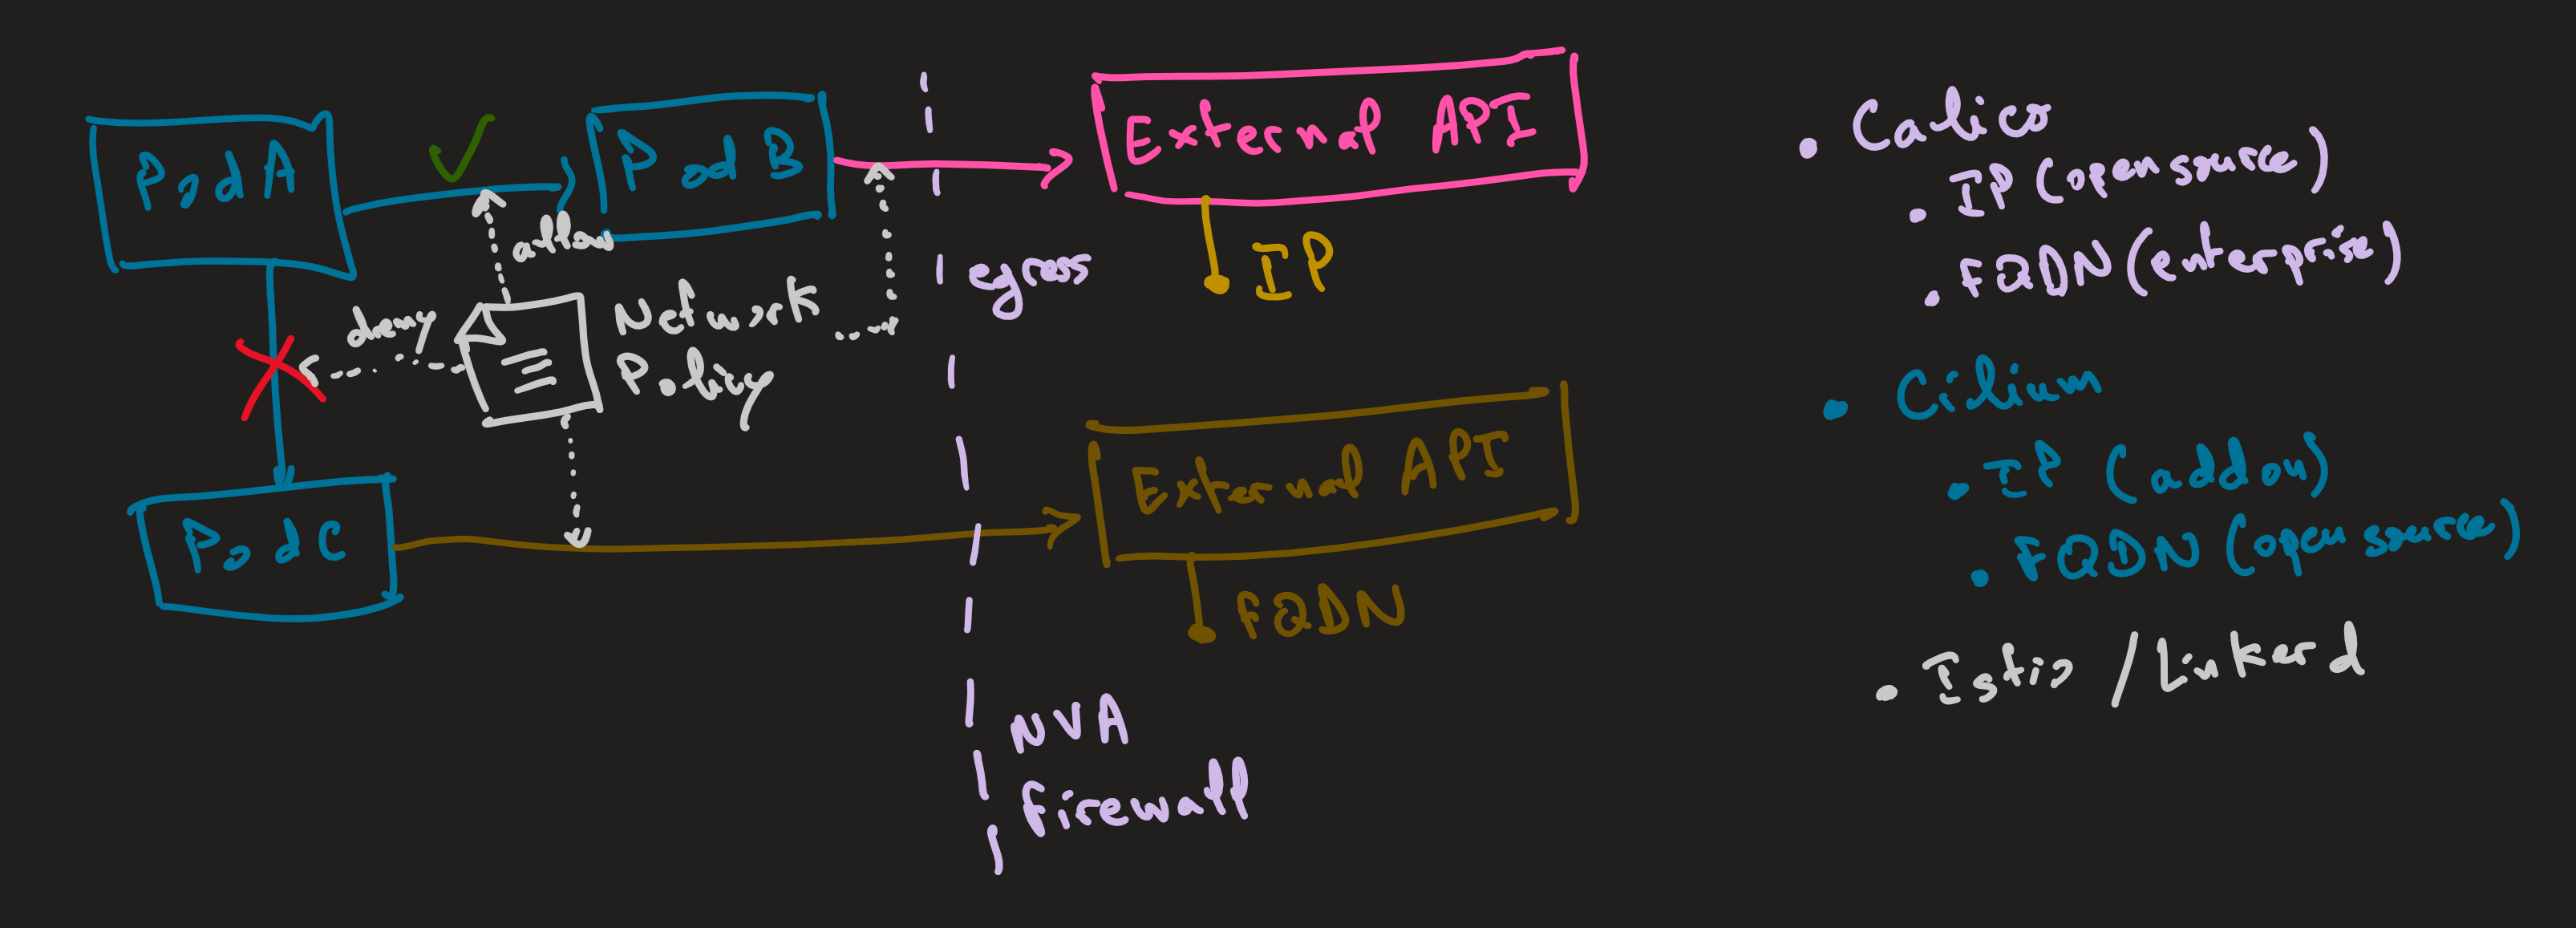 Pod A
Pod B
allow
deny
Network
Policy
Pod C
External API
IP
egress
External API
FQDN
NVA
Firewall
• Calico
• IP (open source)
• FQDN (enterprise)
• Cilium
• IP (addon)
• FQDN (open source)
• Istio / Linkerd